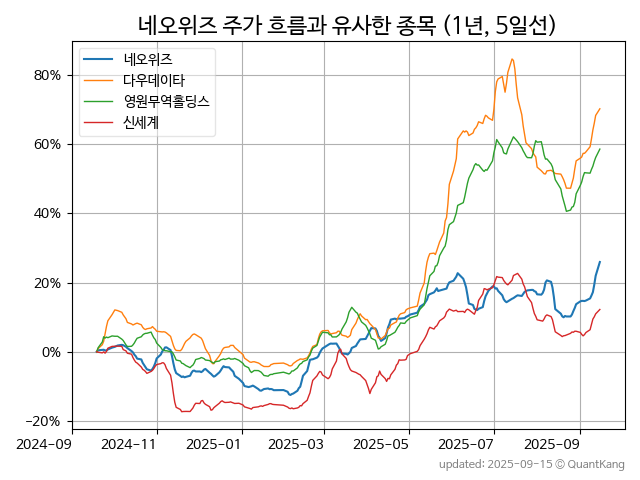 네오위즈 주가 흐름과 유사한 종목 (1년, 5일선)
네오위즈
다우데이타
영원무역홀딩스
신세계
80%
60%
40%
20%
0%
−20%
2024-09 2024-11 2025-01 2025-03 2025-05 2025-07 2025-09
updated: 2025-09-15 © QuantKang